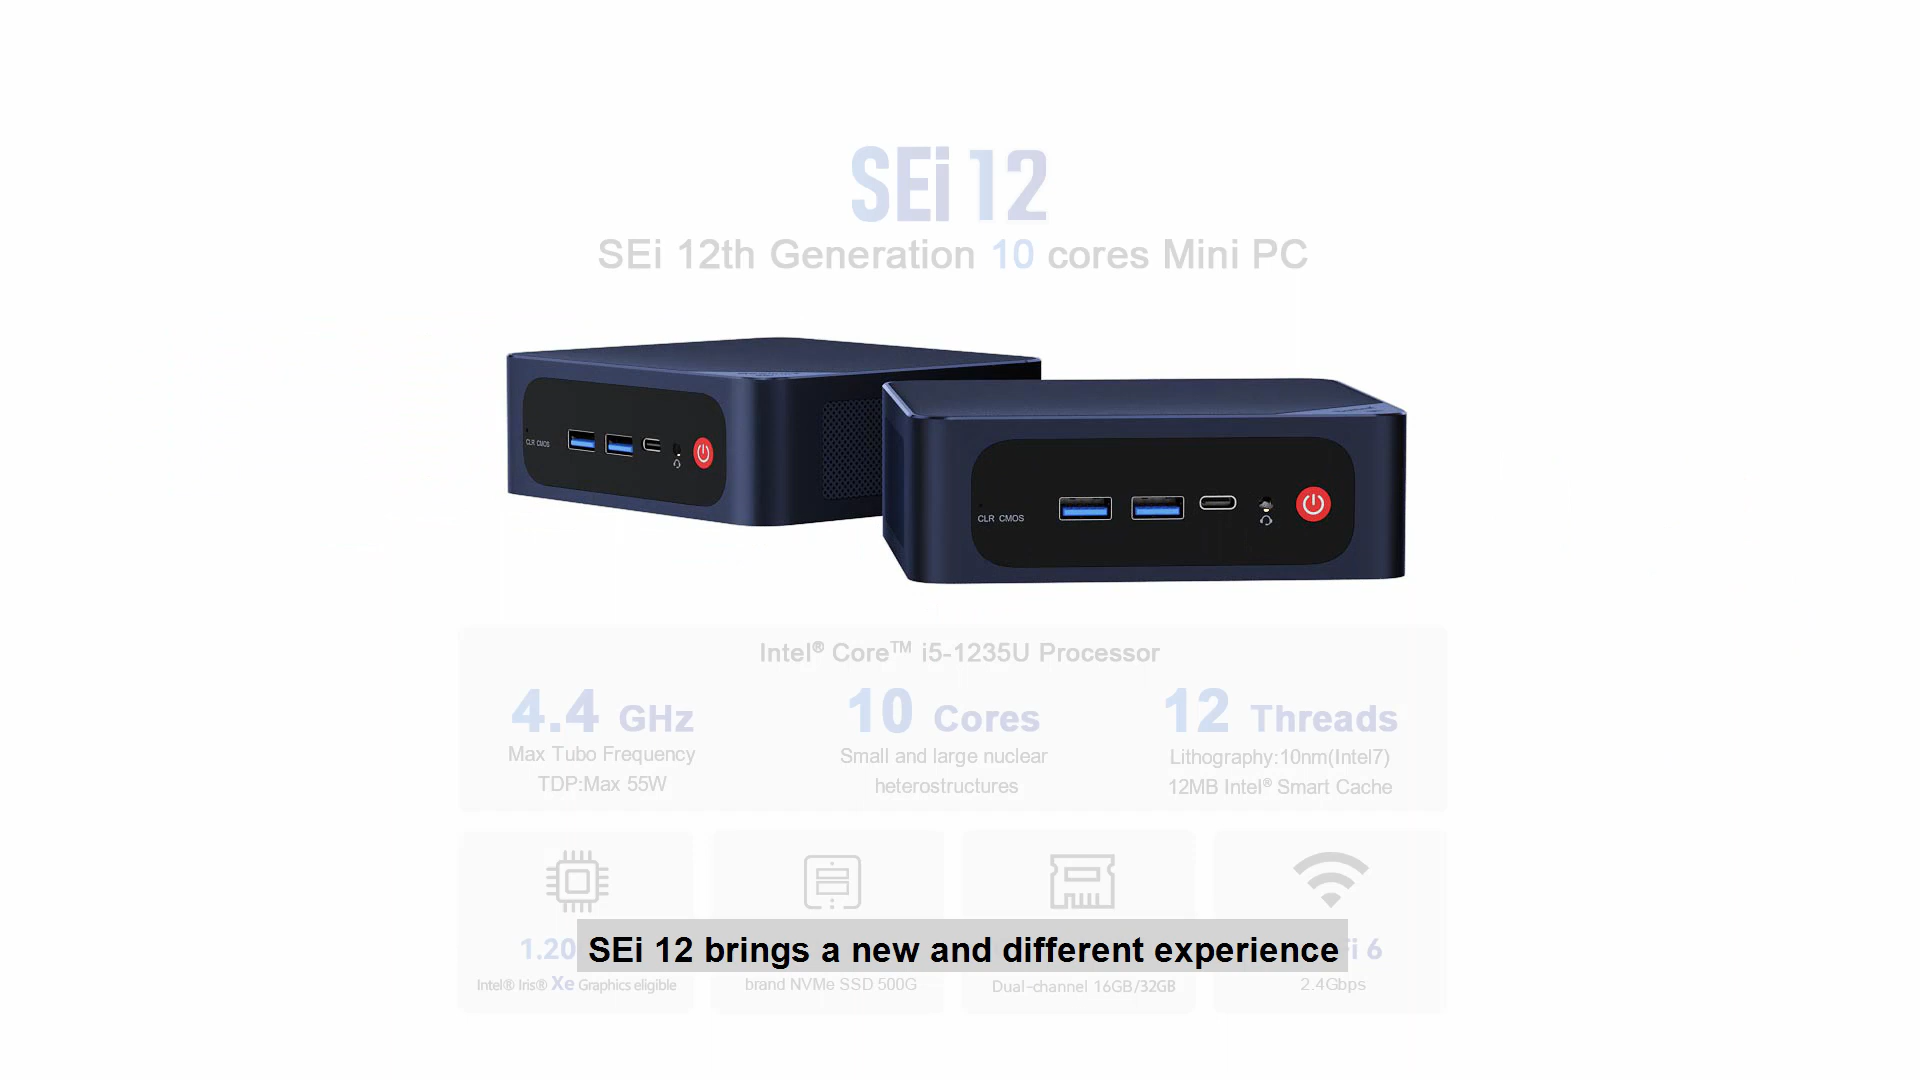 SEi 12
SEi 12th Generation 10 cores Mini PC
CLR CMOS
CLR CMOS
Intel® Core™ i5-1235U Processor
4.4 GHz
Max Tubo Frequency
TDP:Max 55W
10 Cores
Small and large nuclear
heterostructures
12 Threads
Lithography:10nm(Intel7)
12MB Intel® Smart Cache
1.20
Intel® Iris® Xe Graphics eligible
brand NVMe SSD 500G
Dual-channel 16GB/32GB
6
2.4Gbps
SEi 12 brings a new and different experience